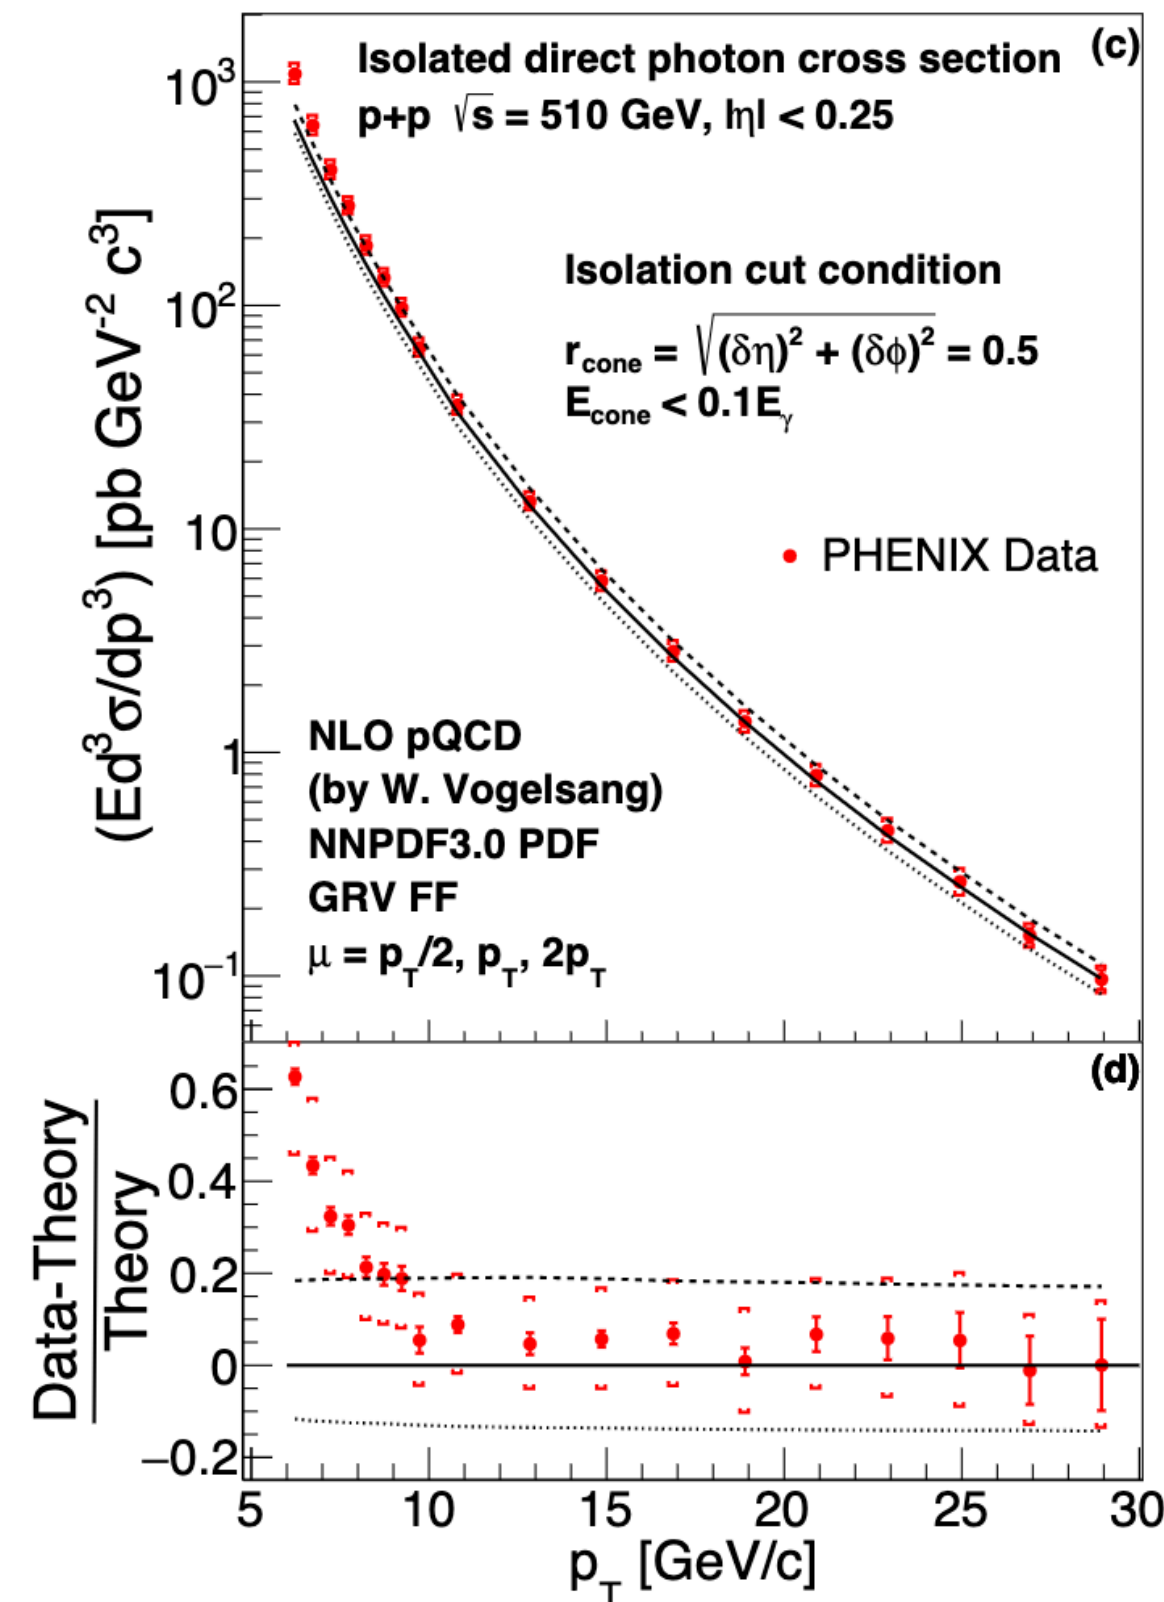 (c)
Isolated direct photon cross section
p+p √s = 510 GeV, |η| < 0.25
Isolation cut condition
r_cone = √(δη)² + (δϕ)² = 0.5
E_cone < 0.1E_γ
PHENIX Data
NLO pQCD
(by W. Vogelsang)
NNPDF3.0 PDF
GRV FF
μ = p_T/2, p_T, 2p_T
(Ed³σ/dp³) [pb GeV⁻² c³]
10³
10²
10
1
10⁻¹
(d)
Data-Theory
Theory
0.6
0.4
0.2
0
−0.2
5 10 15 20 25 30
p_T [GeV/c]